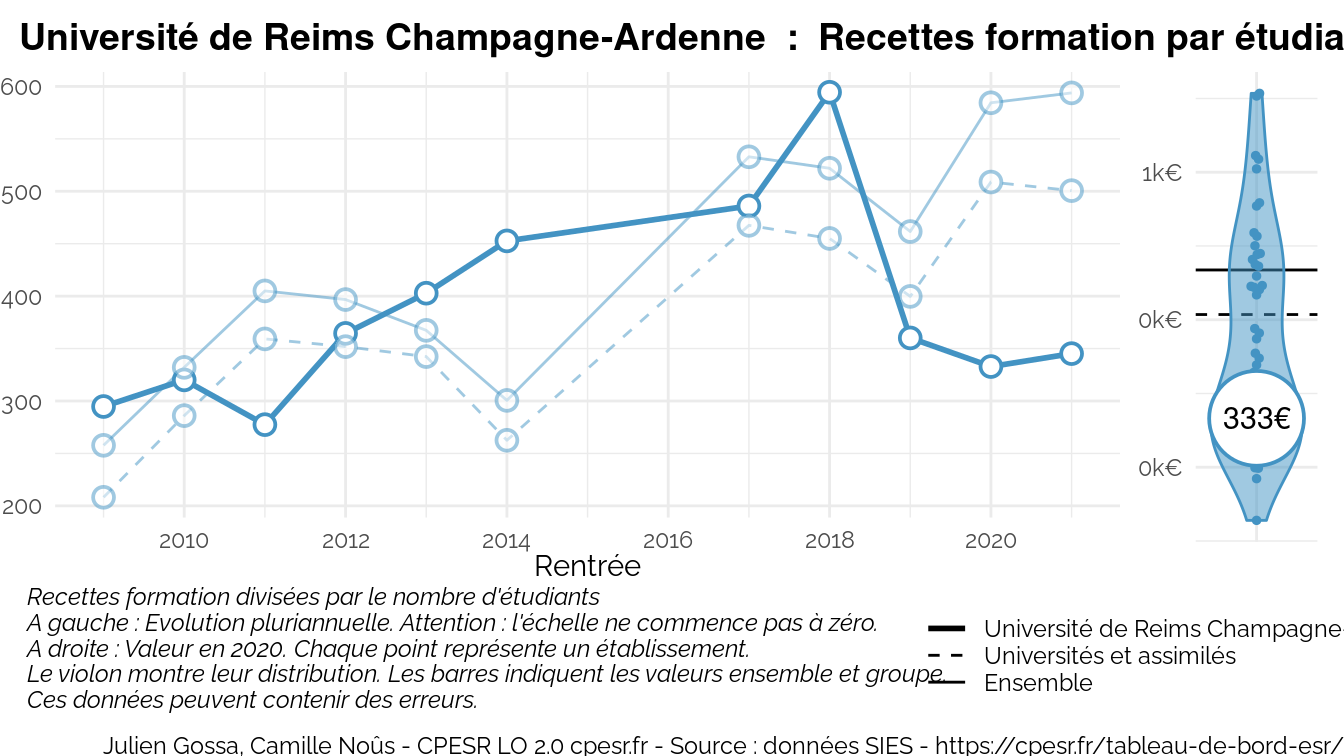 Université de Reims Champagne-Ardenne : Recettes formation par étudia
600
500
400
300
200
2010
2012
2014
2016
2018
2020
Rentrée
1k€
0k€
0k€
333€
Recettes formation divisées par le nombre d'étudiants
A gauche : Evolution pluriannuelle. Attention : l'échelle ne commence pas à zéro.
A droite : Valeur en 2020. Chaque point représente un établissement.
Le violon montre leur distribution. Les barres indiquent les valeurs ensemble et groupe.
Ces données peuvent contenir des erreurs.
Université de Reims Champagne-
Universités et assimilés
Ensemble
Julien Gossa, Camille Noûs - CPESR LO 2.0 cpesr.fr - Source : données SIES - https://cpesr.fr/tableau-de-bord-esr/